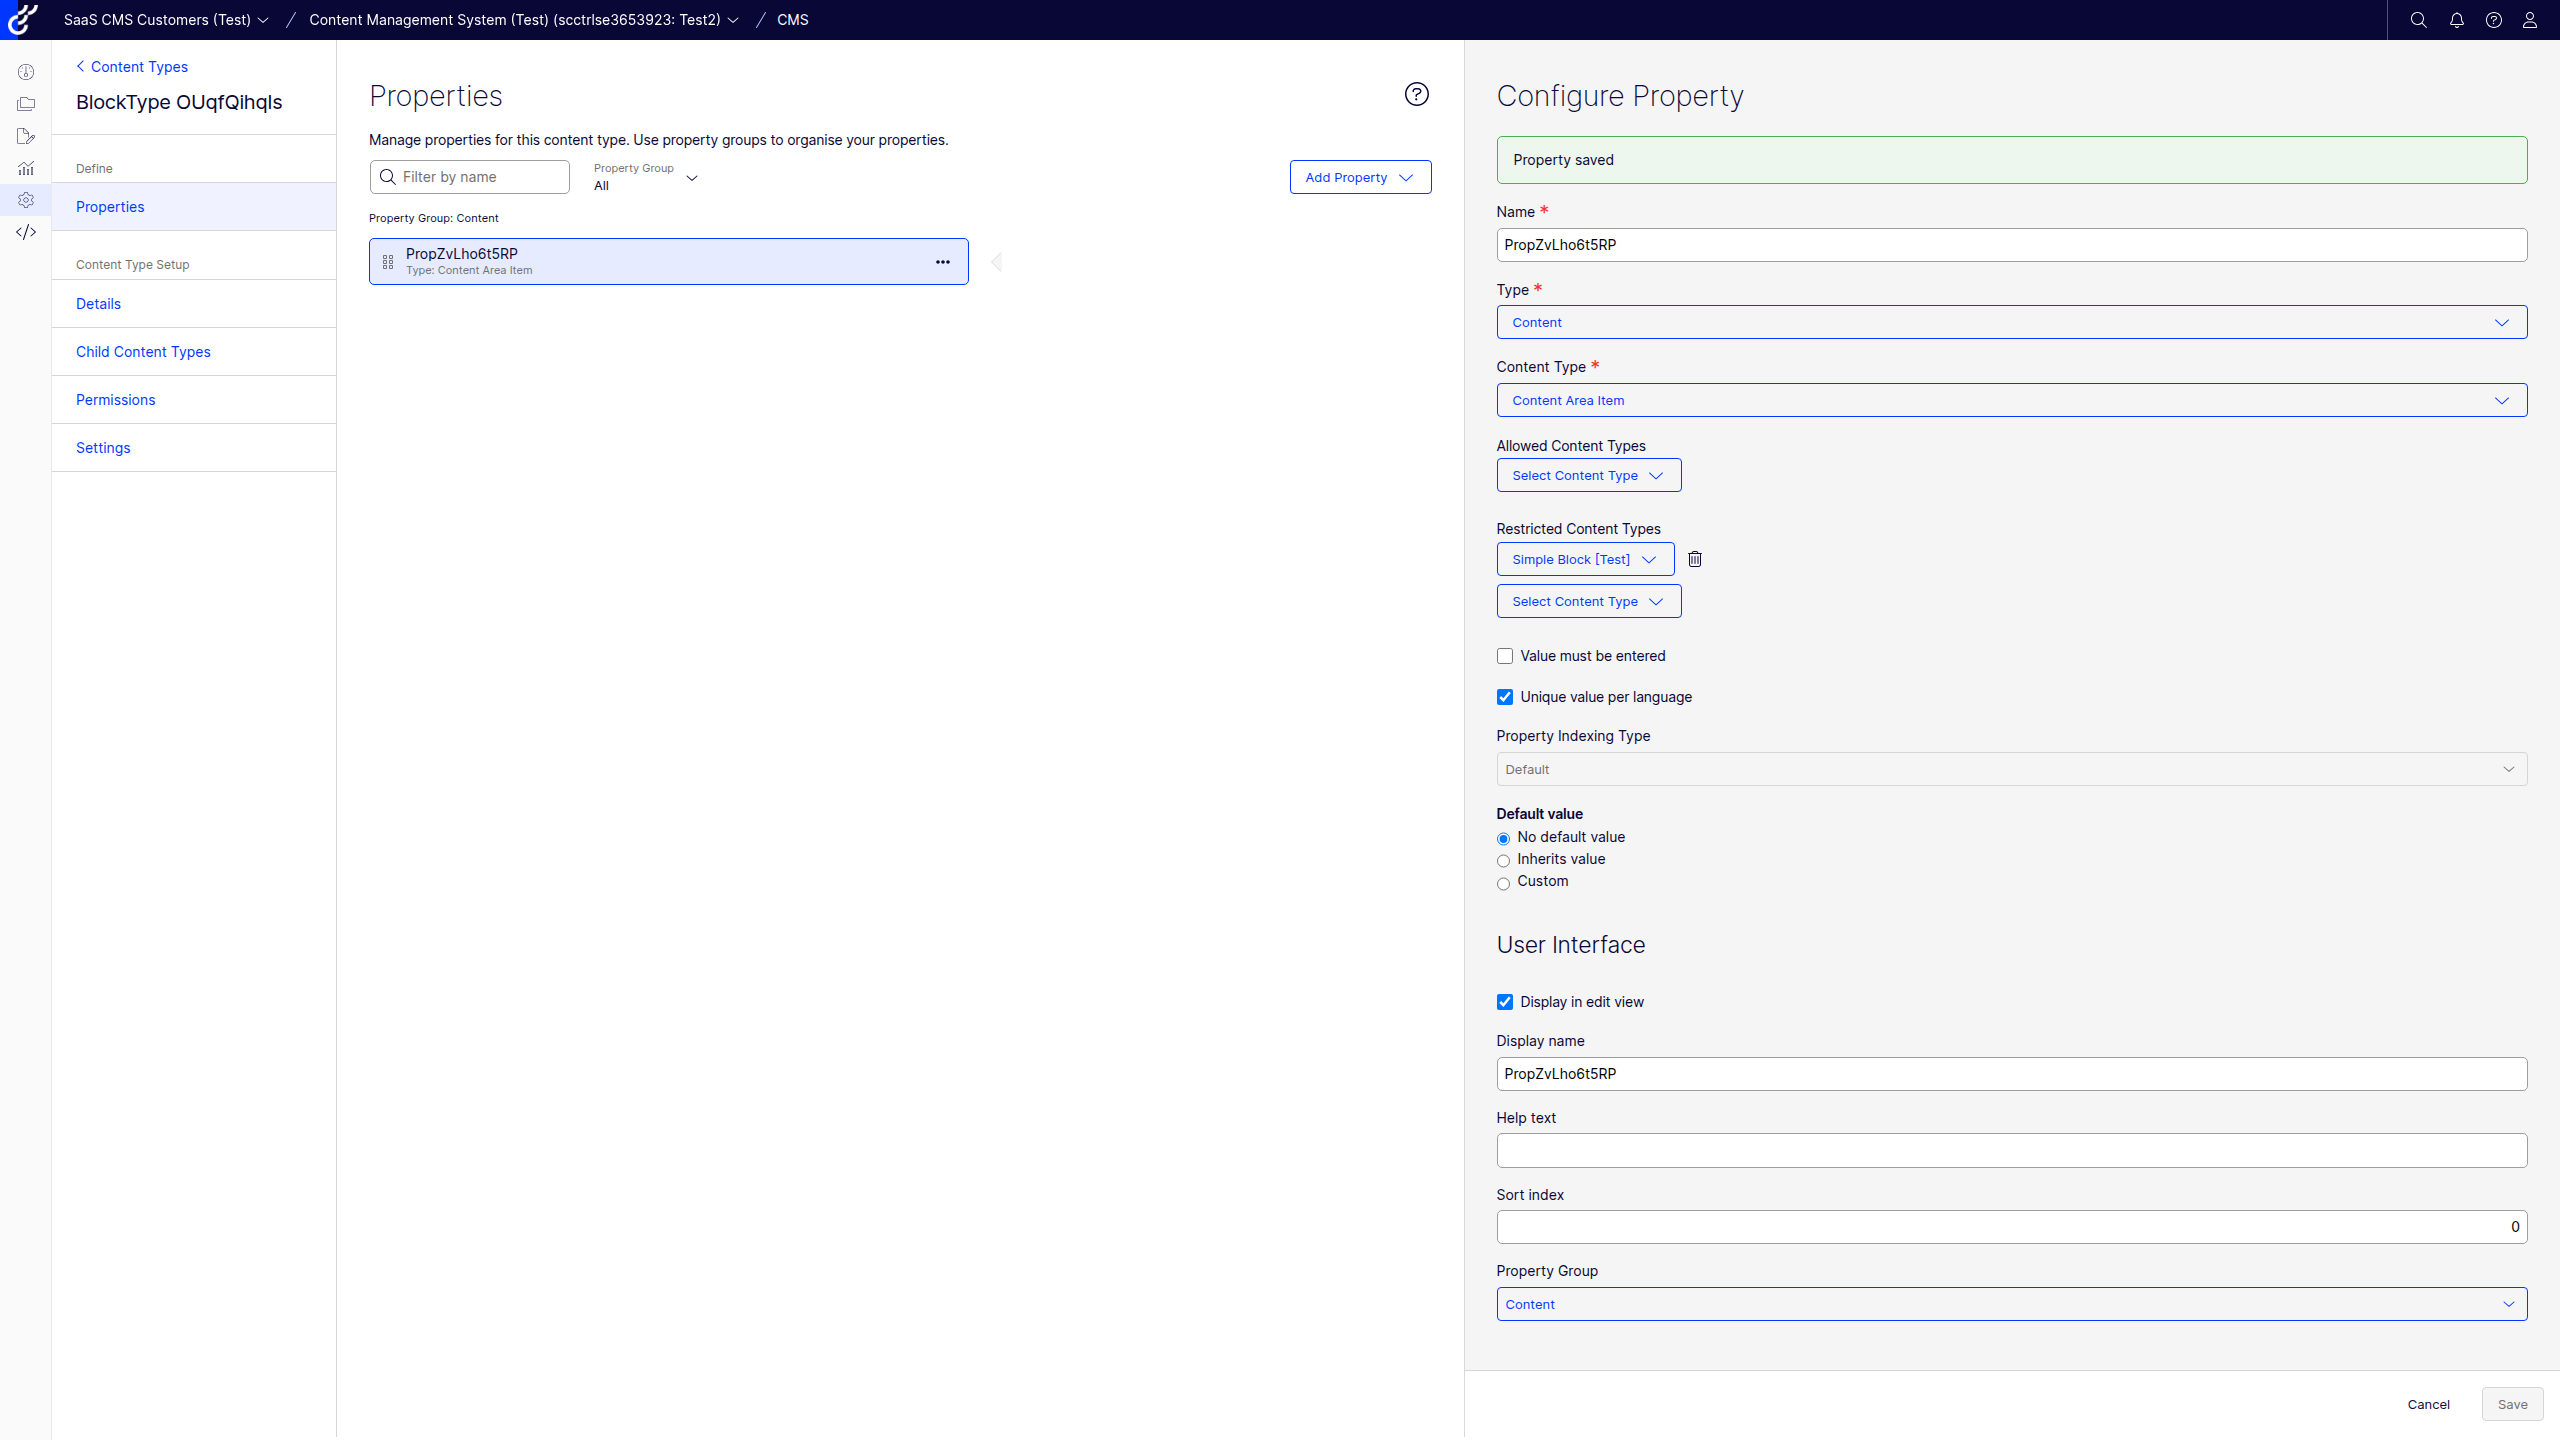 SaaS CMS Customers (Test) / Content Management System (Test) (scctrlse3653923: Test2) / CMS
Content Types
BlockType OUqfQihqls
Define
Properties
Content Type Setup
Details
Child Content Types
Permissions
Settings
Properties
Manage properties for this content type. Use property groups to organise your properties.
Filter by name
Property Group
All
Add Property
Property Group: Content
PropZvLho6t5RP
Type: Content Area Item
Configure Property
Property saved
Name *
PropZvLho6t5RP
Type *
Content
Content Type *
Content Area Item
Allowed Content Types
Select Content Type
Restricted Content Types
Simple Block [Test]
Select Content Type
Value must be entered
Unique value per language
Property Indexing Type
Default
Default value
No default value
Inherits value
Custom
User Interface
Display in edit view
Display name
PropZvLho6t5RP
Help text
Sort index
0
Property Group
Content
Cancel
Save